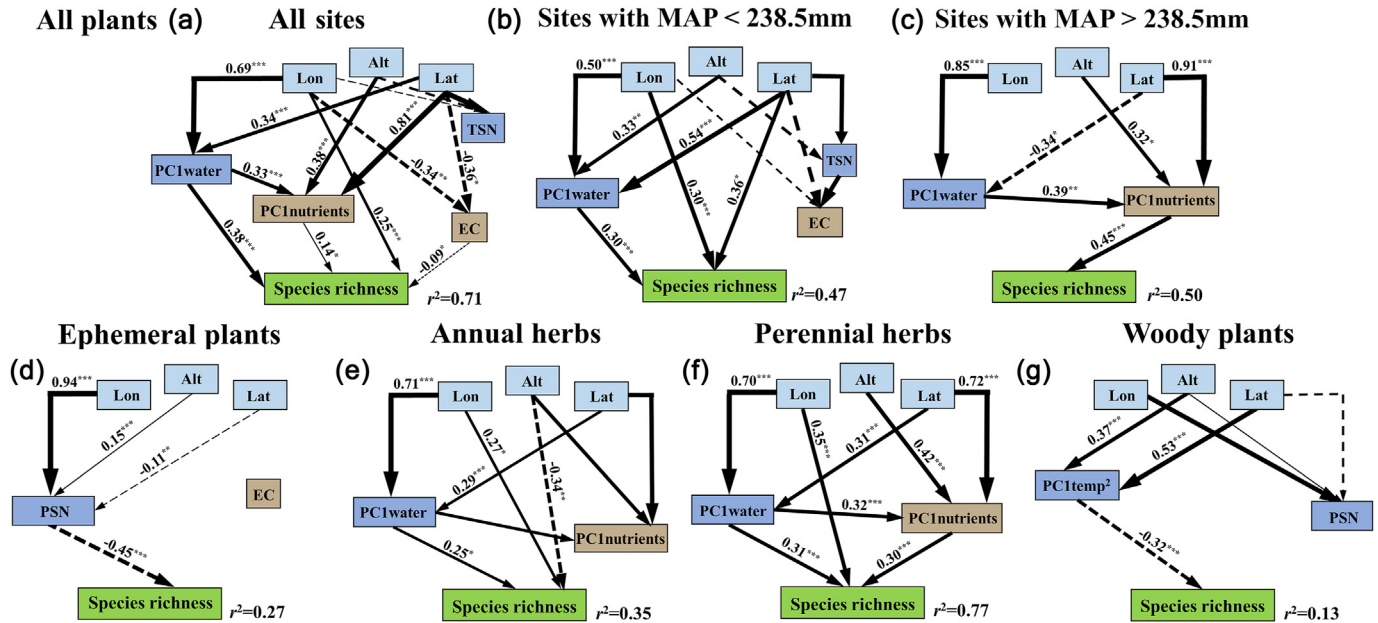 All plants (a) All sites
Lon
Alt
Lat
TSN
PC1water
PC1nutrients
EC
Species richness
0.69***
0.34***
0.38***
0.81***
-0.34**
-0.36*
0.33***
0.38***
0.14*
0.25***
-0.09*
r²=0.71
(b) Sites with MAP < 238.5mm
Lon
Alt
Lat
TSN
PC1water
EC
Species richness
0.50***
0.33**
0.54***
0.30***
0.36*
0.30***
r²=0.47
(c) Sites with MAP > 238.5mm
Lon
Alt
Lat
PC1water
PC1nutrients
Species richness
0.85***
0.91***
-0.34*
0.32*
0.39**
0.45***
r²=0.50
(d) Ephemeral plants
Lon
Alt
Lat
PSN
EC
Species richness
0.94***
0.15***
-0.11**
-0.45***
r²=0.27
(e) Annual herbs
Lon
Alt
Lat
PC1water
PC1nutrients
Species richness
0.71***
0.27*
-0.34**
0.29***
0.25*
r²=0.35
(f) Perennial herbs
Lon
Alt
Lat
PC1water
PC1nutrients
Species richness
0.70***
0.72***
0.35***
0.31***
0.42***
0.32***
0.31***
0.30***
r²=0.77
(g) Woody plants
Lon
Alt
Lat
PC1temp²
PSN
Species richness
0.37***
0.53***
-0.32***
r²=0.13